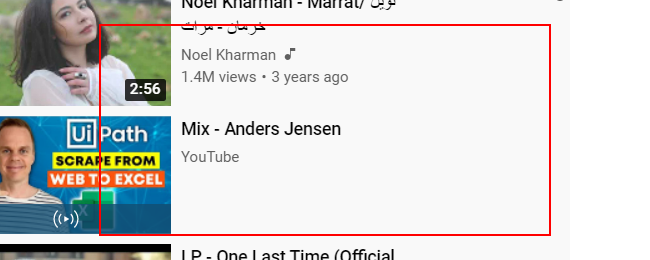 Noel Kharman - Marrat/ نويل
خرمان - مرات
Noel Kharman
1.4M views • 3 years ago
2:56
Mix - Anders Jensen
YouTube
UiPath
SCRAPE FROM
WEB TO EXCEL
LP - One Last Time (Official